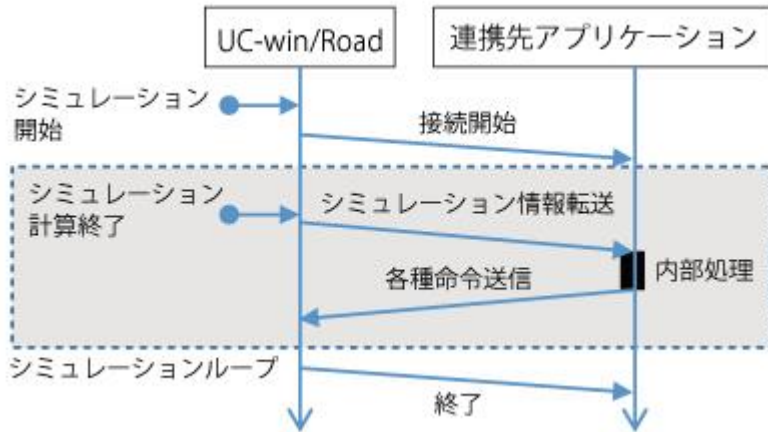 UC-win/Road
連携先アプリケーション
シミュレーション
開始
接続開始
シミュレーション
計算終了
シミュレーション情報転送
内部処理
各種命令送信
シミュレーションループ
終了